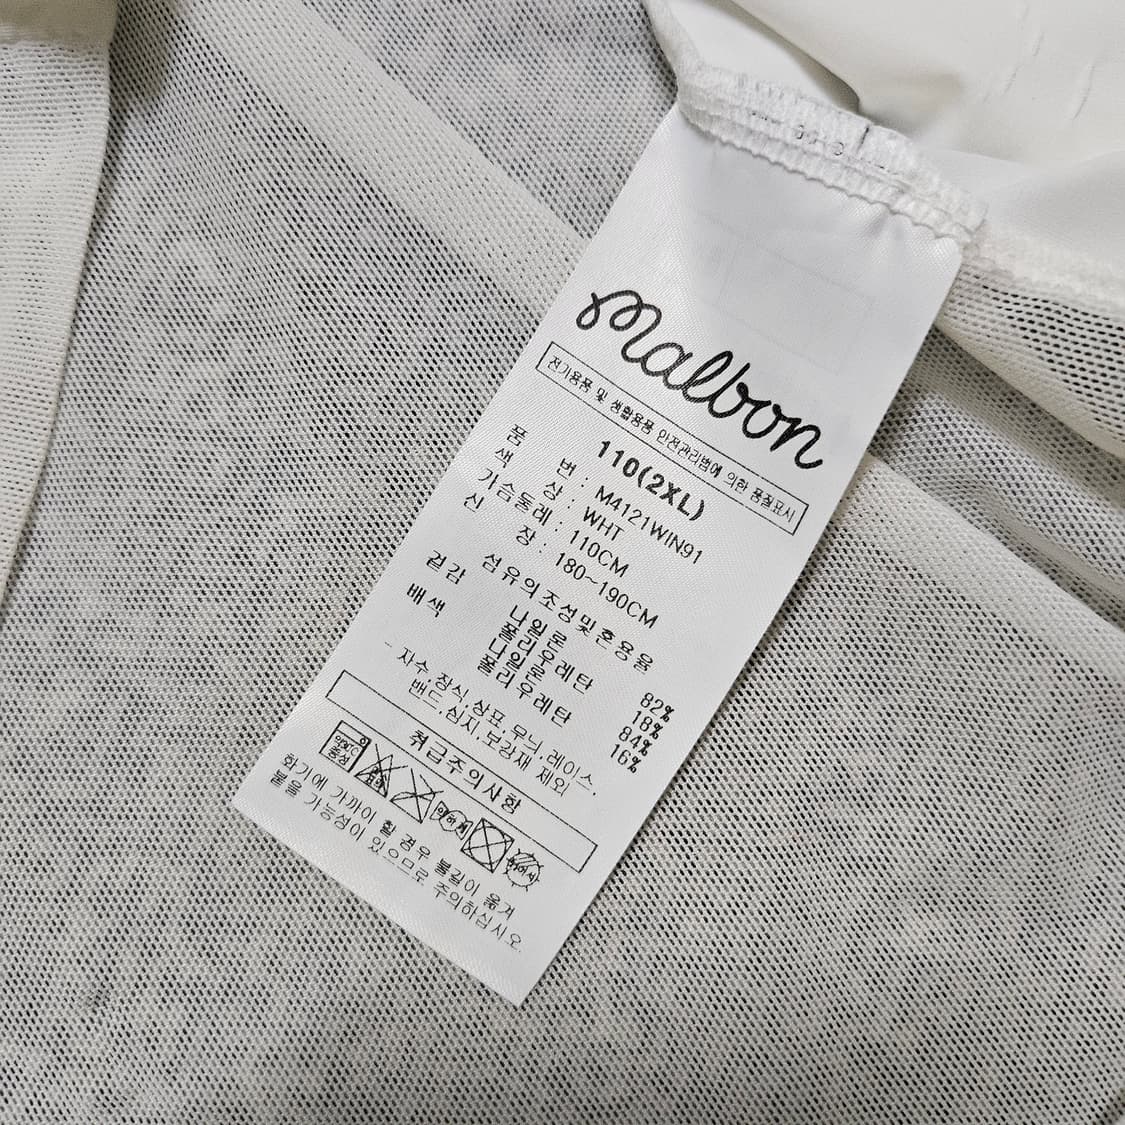 malbon
전기용품 및 생활용품 안전관리법에 의한 품질표시
110(2XL)
품 번 : M4121WIN91
색 상 : WHT
가슴둘레 : 110CM
신 장 : 180~190CM
섬유의조성및혼용율
겉감 나일론 82%
폴리우레탄 18%
배색 나일론 84%
폴리우레탄 16%
- 자수,장식,상표,무늬,레이스,
밴드,심지,보강재 제외
취급주의사항
중성
화기에 가까이 할 경우 불길이 옮겨
붙을 가능성이 있으므로 주의하십시오.